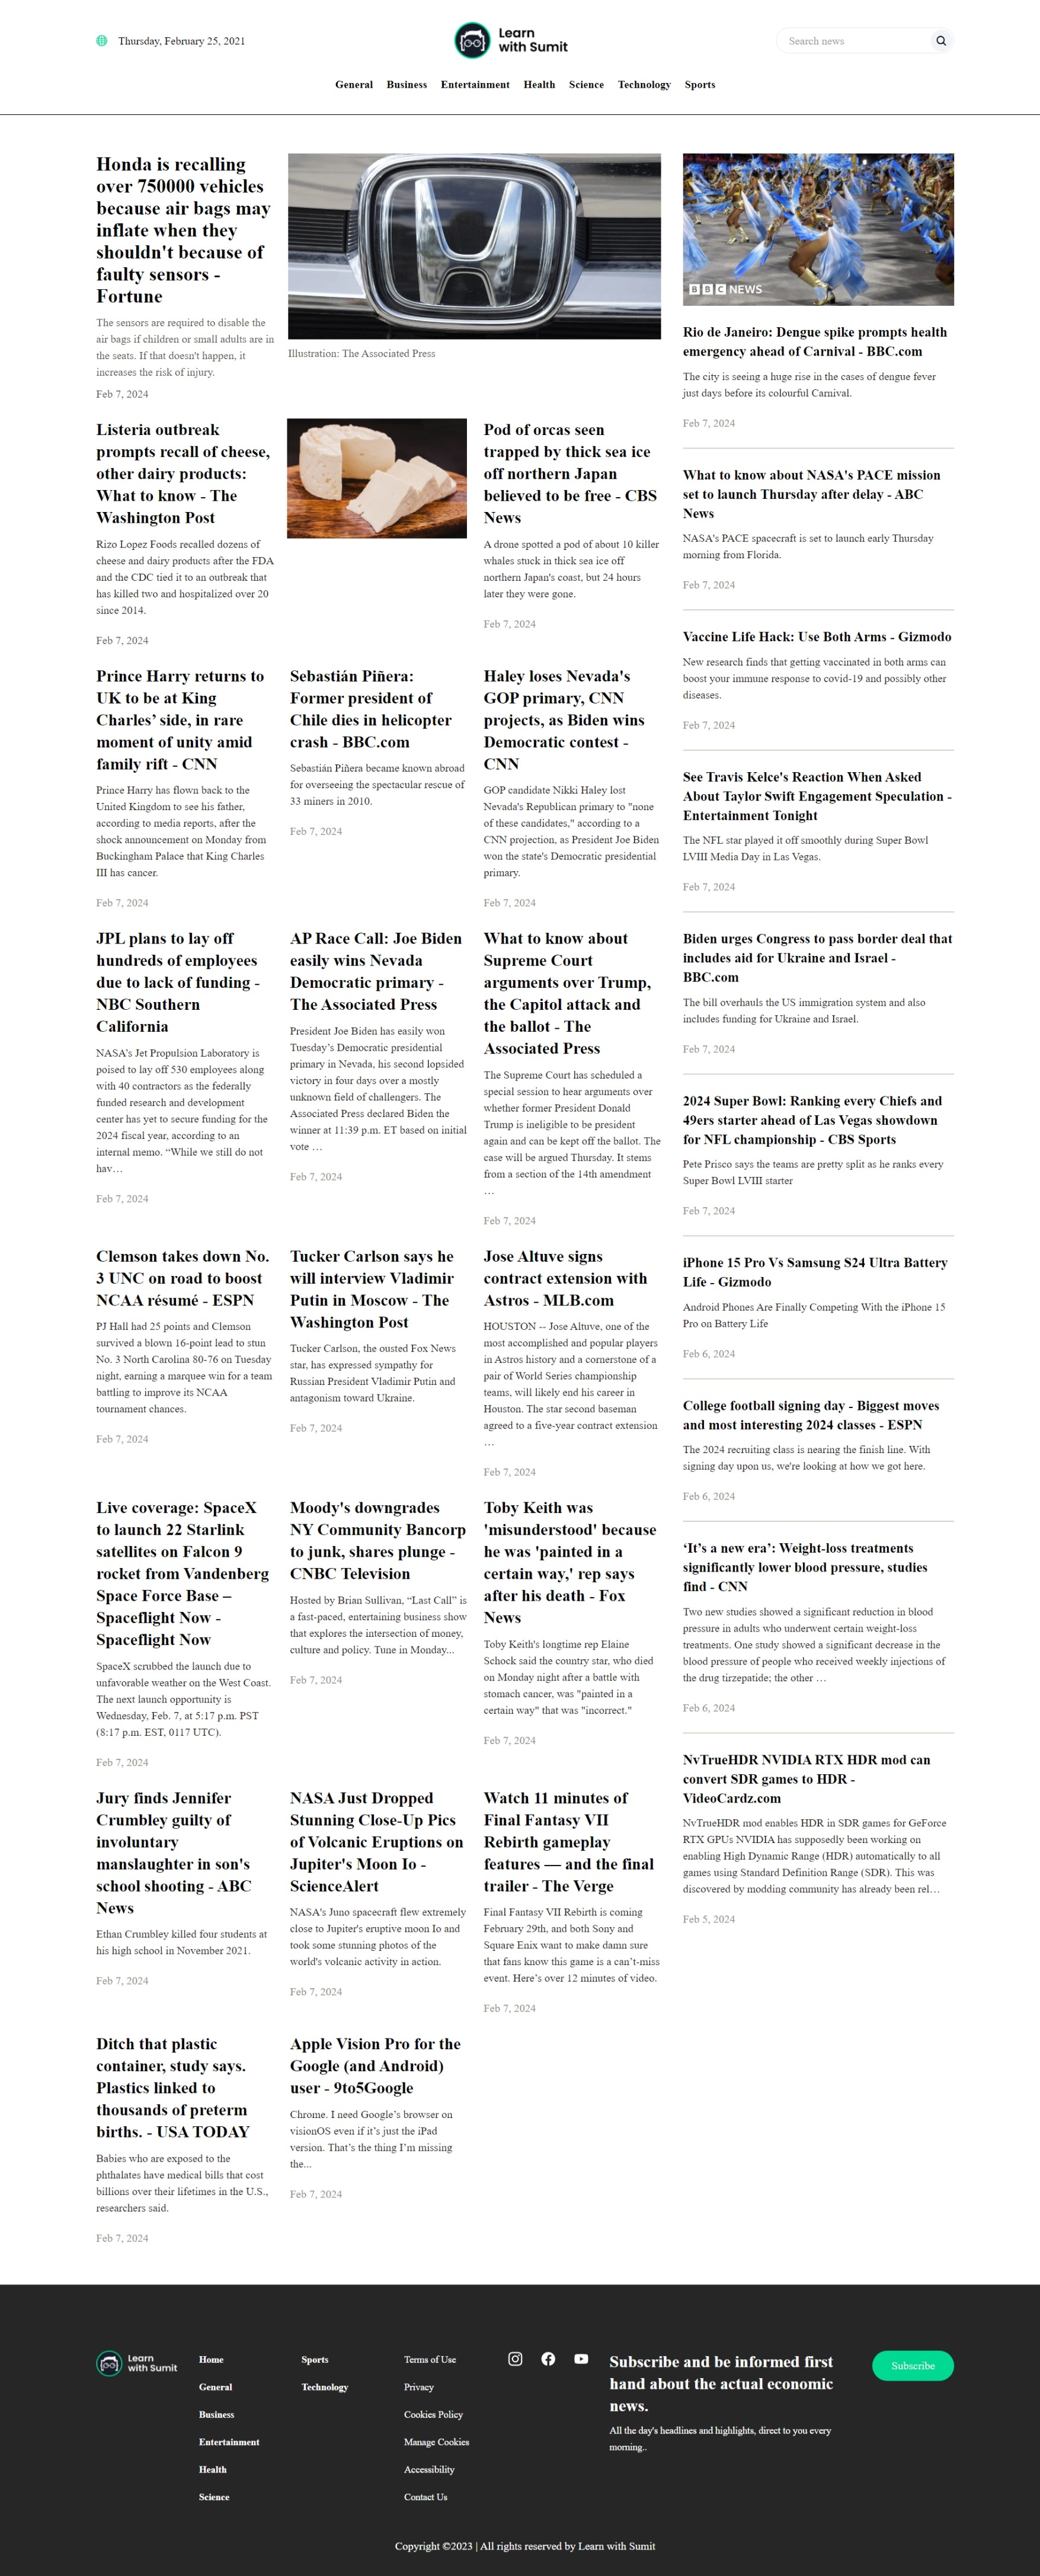 Thursday, February 25, 2021
Learn
with Sumit
Search news
General Business Entertainment Health Science Technology Sports
Honda is recalling
over 750000 vehicles
because air bags may
inflate when they
shouldn't because of
faulty sensors -
Fortune
The sensors are required to disable the
air bags if children or small adults are in
the seats. If that doesn't happen, it
increases the risk of injury.
Feb 7, 2024
Illustration: The Associated Press
Listeria outbreak
prompts recall of cheese,
other dairy products:
What to know - The
Washington Post
Rizo Lopez Foods recalled dozens of
cheese and dairy products after the FDA
and the CDC tied it to an outbreak that
has killed two and hospitalized over 20
since 2014.
Feb 7, 2024
Pod of orcas seen
trapped by thick sea ice
off northern Japan
believed to be free - CBS
News
A drone spotted a pod of about 10 killer
whales stuck in thick sea ice off
northern Japan's coast, but 24 hours
later they were gone.
Feb 7, 2024
Prince Harry returns to
UK to be at King
Charles’ side, in rare
moment of unity amid
family rift - CNN
Prince Harry has flown back to the
United Kingdom to see his father,
according to media reports, after the
shock announcement on Monday from
Buckingham Palace that King Charles
III has cancer.
Feb 7, 2024
Sebastián Piñera:
Former president of
Chile dies in helicopter
crash - BBC.com
Sebastián Piñera became known abroad
for overseeing the spectacular rescue of
33 miners in 2010.
Feb 7, 2024
Haley loses Nevada's
GOP primary, CNN
projects, as Biden wins
Democratic contest -
CNN
GOP candidate Nikki Haley lost
Nevada's Republican primary to "none
of these candidates," according to a
CNN projection, as President Joe Biden
won the state's Democratic presidential
primary.
Feb 7, 2024
JPL plans to lay off
hundreds of employees
due to lack of funding -
NBC Southern
California
NASA's Jet Propulsion Laboratory is
poised to lay off 530 employees along
with 40 contractors as the federally
funded research and development
center has yet to secure funding for the
2024 fiscal year, according to an
internal memo. “While we still do not
hav…
Feb 7, 2024
AP Race Call: Joe Biden
easily wins Nevada
Democratic primary -
The Associated Press
President Joe Biden has easily won
Tuesday’s Democratic presidential
primary in Nevada, his second lopsided
victory in four days over a mostly
unknown field of challengers. The
Associated Press declared Biden the
winner at 11:39 p.m. ET based on initial
vote …
Feb 7, 2024
What to know about
Supreme Court
arguments over Trump,
the Capitol attack and
the ballot - The
Associated Press
The Supreme Court has scheduled a
special session to hear arguments over
whether former President Donald
Trump is ineligible to be president
again and can be kept off the ballot. The
case will be argued Thursday. It stems
from a section of the 14th amendment
…
Feb 7, 2024
Clemson takes down No.
3 UNC on road to boost
NCAA résumé - ESPN
PJ Hall had 25 points and Clemson
survived a blown 16-point lead to stun
No. 3 North Carolina 80-76 on Tuesday
night, earning a marquee win for a team
battling to improve its NCAA
tournament chances.
Feb 7, 2024
Tucker Carlson says he
will interview Vladimir
Putin in Moscow - The
Washington Post
Tucker Carlson, the ousted Fox News
star, has expressed sympathy for
Russian President Vladimir Putin and
antagonism toward Ukraine.
Feb 7, 2024
Jose Altuve signs
contract extension with
Astros - MLB.com
HOUSTON -- Jose Altuve, one of the
most accomplished and popular players
in Astros history and a cornerstone of a
pair of World Series championship
teams, will likely end his career in
Houston. The star second baseman
agreed to a five-year contract extension
…
Feb 7, 2024
Live coverage: SpaceX
to launch 22 Starlink
satellites on Falcon 9
rocket from Vandenberg
Space Force Base –
Spaceflight Now -
Spaceflight Now
SpaceX scrubbed the launch due to
unfavorable weather on the West Coast.
The next launch opportunity is
Wednesday, Feb. 7, at 5:17 p.m. PST
(8:17 p.m. EST, 0117 UTC).
Feb 7, 2024
Moody's downgrades
NY Community Bancorp
to junk, shares plunge -
CNBC Television
Hosted by Brian Sullivan, “Last Call” is
a fast-paced, entertaining business show
that explores the intersection of money,
culture and policy. Tune in Monday...
Feb 7, 2024
Toby Keith was
'misunderstood' because
he was 'painted in a
certain way,' rep says
after his death - Fox
News
Toby Keith's longtime rep Elaine
Schock said the country star, who died
on Monday night after a battle with
stomach cancer, was "painted in a
certain way" that was "incorrect."
Feb 7, 2024
Jury finds Jennifer
Crumbley guilty of
involuntary
manslaughter in son's
school shooting - ABC
News
Ethan Crumbley killed four students at
his high school in November 2021.
Feb 7, 2024
NASA Just Dropped
Stunning Close-Up Pics
of Volcanic Eruptions on
Jupiter's Moon Io -
ScienceAlert
NASA's Juno spacecraft flew extremely
close to Jupiter's eruptive moon Io and
took some stunning photos of the
world's volcanic activity in action.
Feb 7, 2024
Watch 11 minutes of
Final Fantasy VII
Rebirth gameplay
features — and the final
trailer - The Verge
Final Fantasy VII Rebirth is coming
February 29th, and both Sony and
Square Enix want to make damn sure
that fans know this game is a can’t-miss
event. Here’s over 12 minutes of video.
Feb 7, 2024
Ditch that plastic
container, study says.
Plastics linked to
thousands of preterm
births. - USA TODAY
Babies who are exposed to the
phthalates have medical bills that cost
billions over their lifetimes in the U.S.,
researchers said.
Feb 7, 2024
Apple Vision Pro for the
Google (and Android)
user - 9to5Google
Chrome. I need Google’s browser on
visionOS even if it’s just the iPad
version. That’s the thing I’m missing
the...
Feb 7, 2024
BBC NEWS
Rio de Janeiro: Dengue spike prompts health
emergency ahead of Carnival - BBC.com
The city is seeing a huge rise in the cases of dengue fever
just days before its colourful Carnival.
Feb 7, 2024
What to know about NASA's PACE mission
set to launch Thursday after delay - ABC
News
NASA's PACE spacecraft is set to launch early Thursday
morning from Florida.
Feb 7, 2024
Vaccine Life Hack: Use Both Arms - Gizmodo
New research finds that getting vaccinated in both arms can
boost your immune response to covid-19 and possibly other
diseases.
Feb 7, 2024
See Travis Kelce's Reaction When Asked
About Taylor Swift Engagement Speculation -
Entertainment Tonight
The NFL star played it off smoothly during Super Bowl
LVIII Media Day in Las Vegas.
Feb 7, 2024
Biden urges Congress to pass border deal that
includes aid for Ukraine and Israel -
BBC.com
The bill overhauls the US immigration system and also
includes funding for Ukraine and Israel.
Feb 7, 2024
2024 Super Bowl: Ranking every Chiefs and
49ers starter ahead of Las Vegas showdown
for NFL championship - CBS Sports
Pete Prisco says the teams are pretty split as he ranks every
Super Bowl LVIII starter
Feb 7, 2024
iPhone 15 Pro Vs Samsung S24 Ultra Battery
Life - Gizmodo
Android Phones Are Finally Competing With the iPhone 15
Pro on Battery Life
Feb 6, 2024
College football signing day - Biggest moves
and most interesting 2024 classes - ESPN
The 2024 recruiting class is nearing the finish line. With
signing day upon us, we're looking at how we got here.
Feb 6, 2024
‘It’s a new era’: Weight-loss treatments
significantly lower blood pressure, studies
find - CNN
Two new studies showed a significant reduction in blood
pressure in adults who underwent certain weight-loss
treatments. One study showed a significant decrease in the
blood pressure of people who received weekly injections of
the drug tirzepatide; the other …
Feb 6, 2024
NvTrueHDR NVIDIA RTX HDR mod can
convert SDR games to HDR -
VideoCardz.com
NvTrueHDR mod enables HDR in SDR games for GeForce
RTX GPUs NVIDIA has supposedly been working on
enabling High Dynamic Range (HDR) automatically to all
games using Standard Definition Range (SDR). This was
discovered by modding community has already been rel…
Feb 5, 2024
Learn
with Sumit
Home
General
Business
Entertainment
Health
Science
Sports
Technology
Terms of Use
Privacy
Cookies Policy
Manage Cookies
Accessibility
Contact Us
Subscribe and be informed first
hand about the actual economic
news.
All the day's headlines and highlights, direct to you every
morning..
Subscribe
Copyright ©2023 | All rights reserved by Learn with Sumit